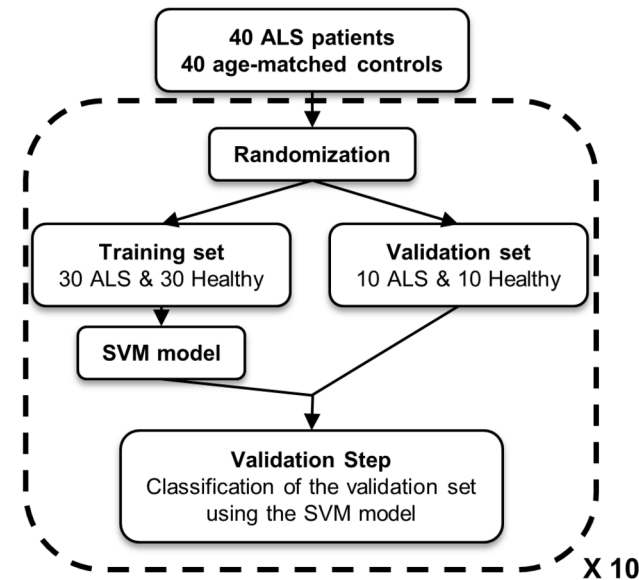 40 ALS patients
40 age-matched controls
Randomization
Training set
30 ALS & 30 Healthy
Validation set
10 ALS & 10 Healthy
SVM model
Validation Step
Classification of the validation set
using the SVM model
X 10